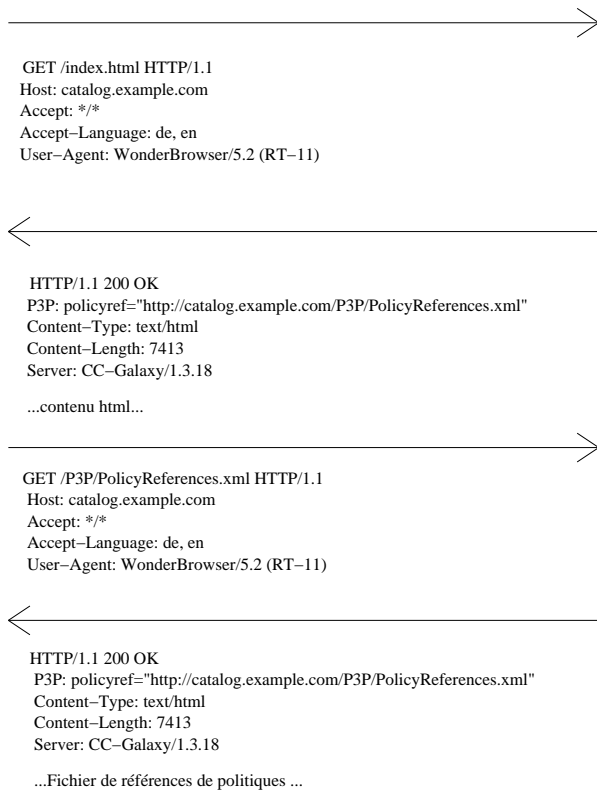 GET /index.html HTTP/1.1
Host: catalog.example.com
Accept: */*
Accept−Language: de, en
User−Agent: WonderBrowser/5.2 (RT−11)
HTTP/1.1 200 OK
P3P: policyref="http://catalog.example.com/P3P/PolicyReferences.xml"
Content−Type: text/html
Content−Length: 7413
Server: CC−Galaxy/1.3.18
...contenu html...
GET /P3P/PolicyReferences.xml HTTP/1.1
Host: catalog.example.com
Accept: */*
Accept−Language: de, en
User−Agent: WonderBrowser/5.2 (RT−11)
HTTP/1.1 200 OK
P3P: policyref="http://catalog.example.com/P3P/PolicyReferences.xml"
Content−Type: text/html
Content−Length: 7413
Server: CC−Galaxy/1.3.18
...Fichier de références de politiques ...